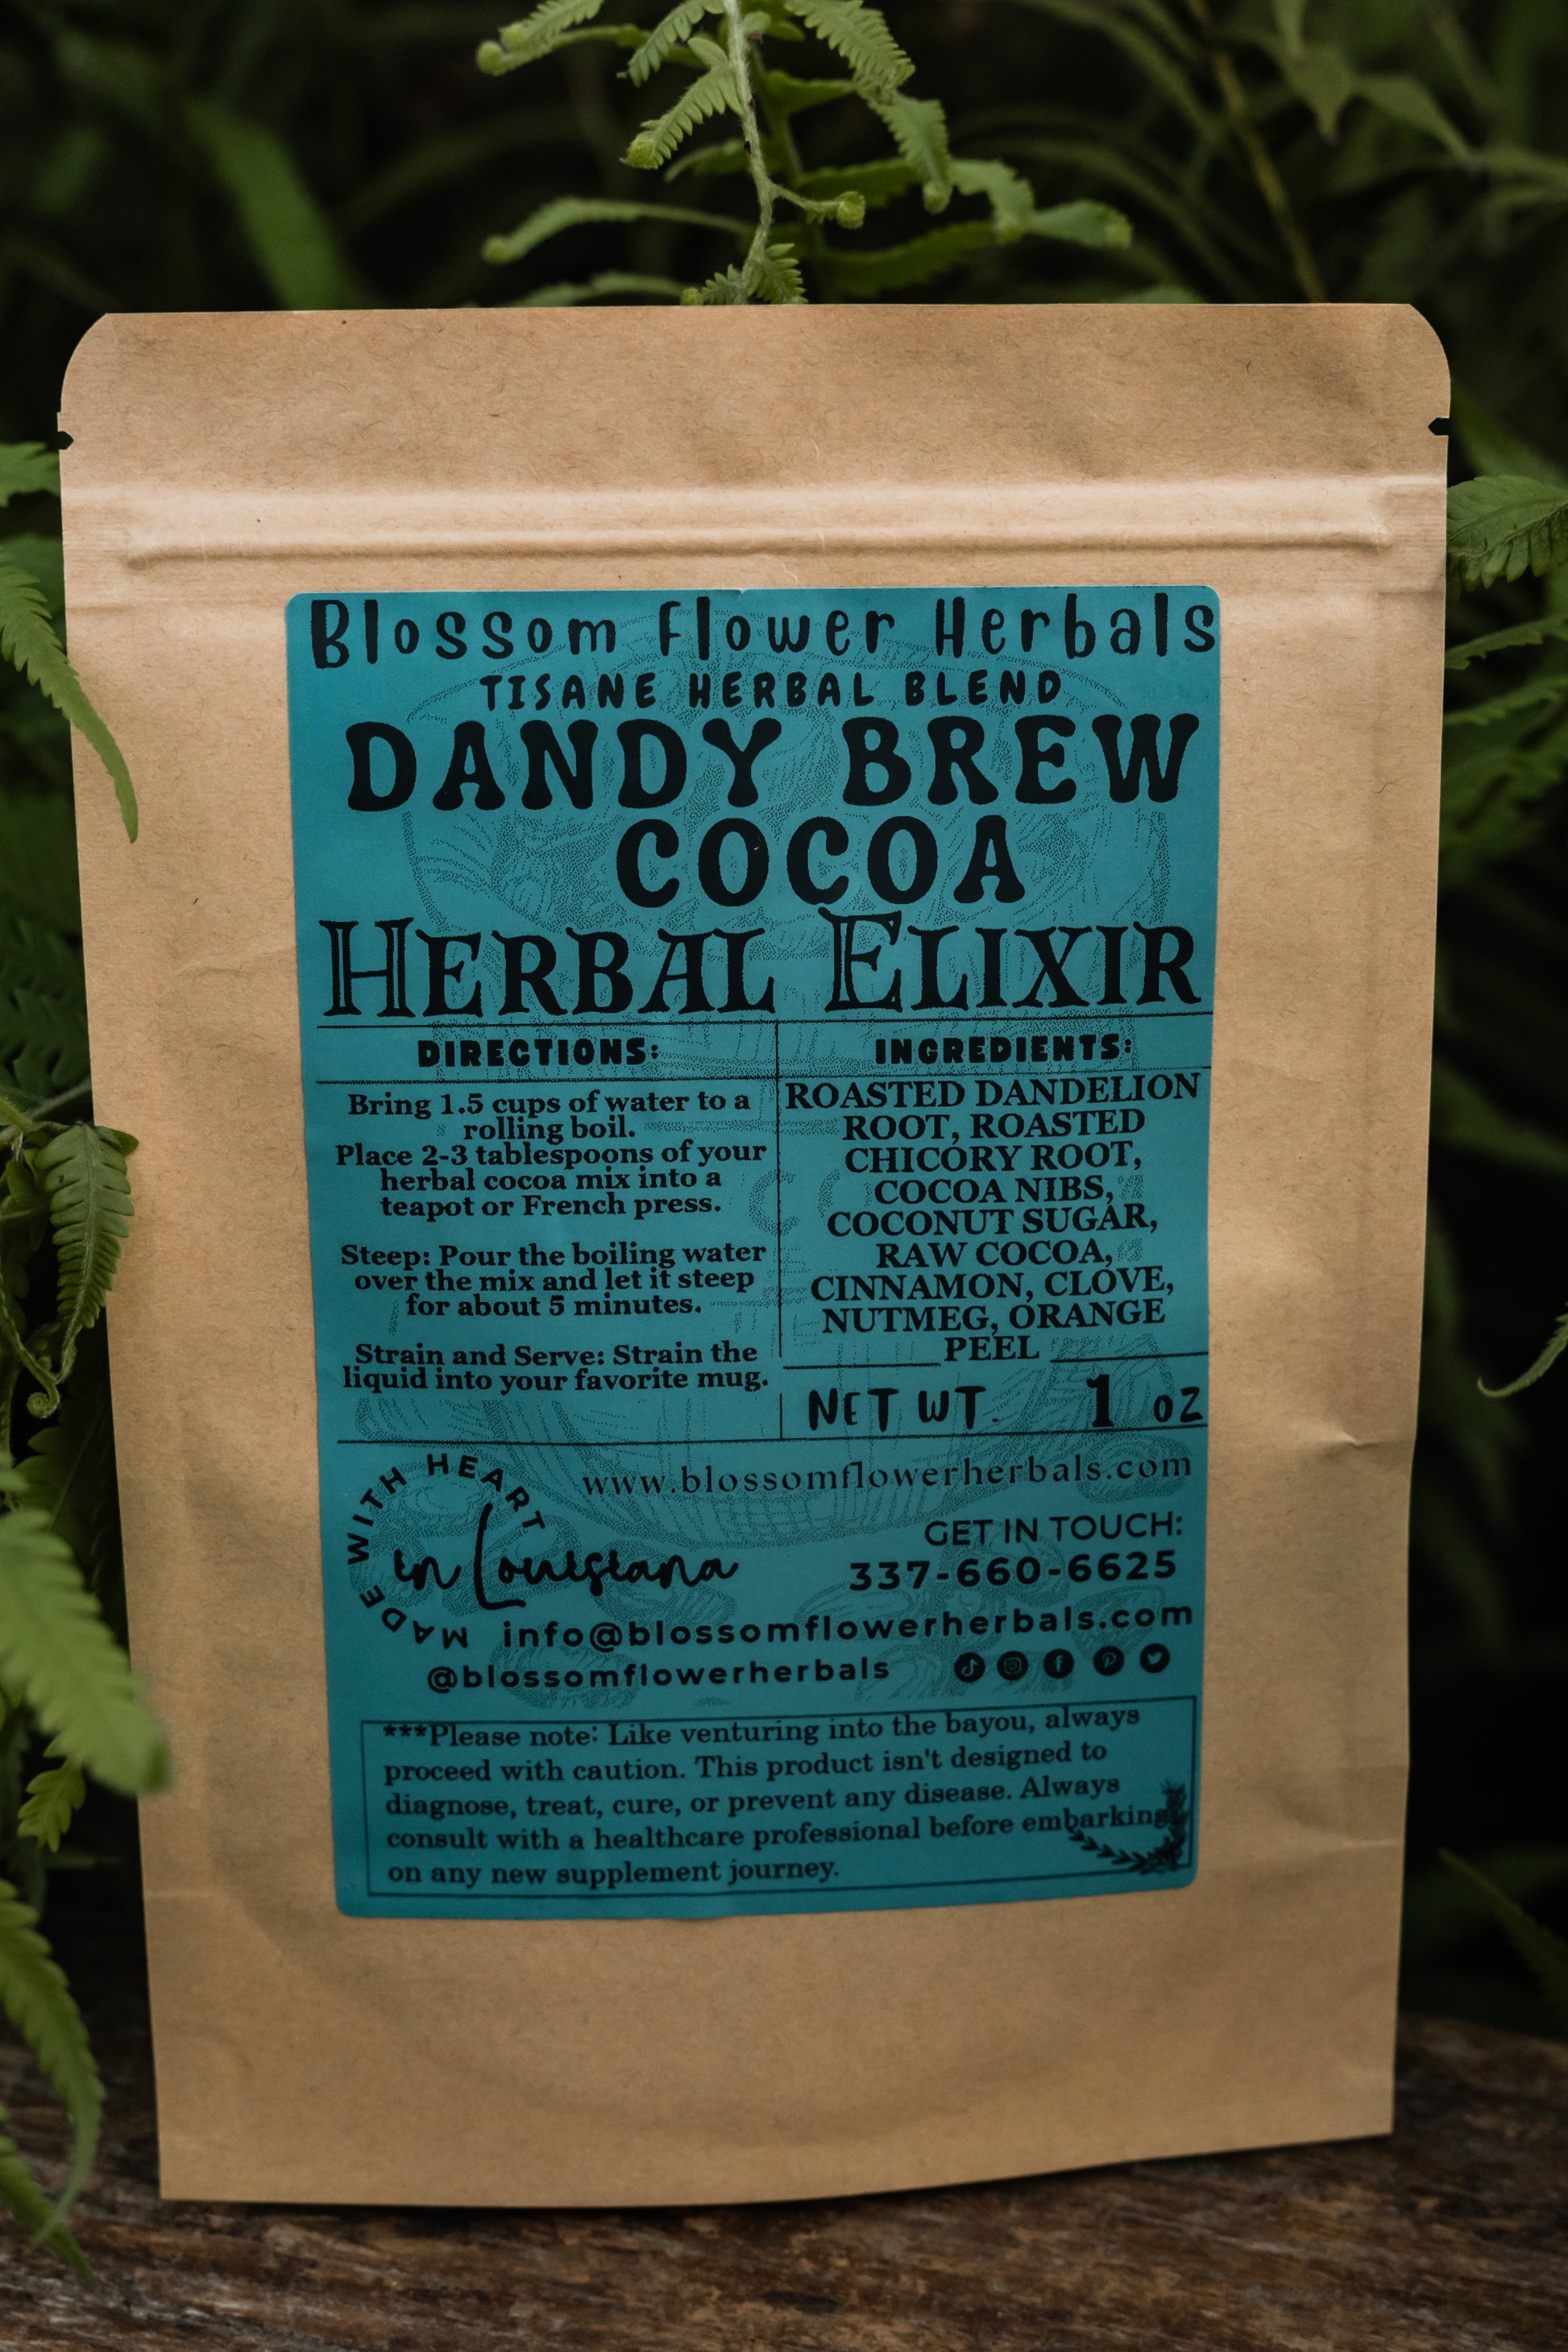 Blossom Flower Herbals
TISANE HERBAL BLEND
DANDY BREW
COCOA
HERBAL ELIXIR
DIRECTIONS:
Bring 1.5 cups of water to a
rolling boil.
Place 2-3 tablespoons of your
herbal cocoa mix into a
teapot or French press.
Steep: Pour the boiling water
over the mix and let it steep
for about 5 minutes.
Strain and Serve: Strain the
liquid into your favorite mug.
INGREDIENTS:
ROASTED DANDELION
ROOT, ROASTED
CHICORY ROOT,
COCOA NIBS,
COCONUT SUGAR,
RAW COCOA,
CINNAMON, CLOVE,
NUTMEG, ORANGE
PEEL
NET WT. 1 OZ
MADE WITH HEART
in Louisiana
www.blossomflowerherbals.com
GET IN TOUCH:
337-660-6625
info@blossomflowerherbals.com
@blossomflowerherbals
***Please note: Like venturing into the bayou, always
proceed with caution. This product isn't designed to
diagnose, treat, cure, or prevent any disease. Always
consult with a healthcare professional before embarking
on any new supplement journey.